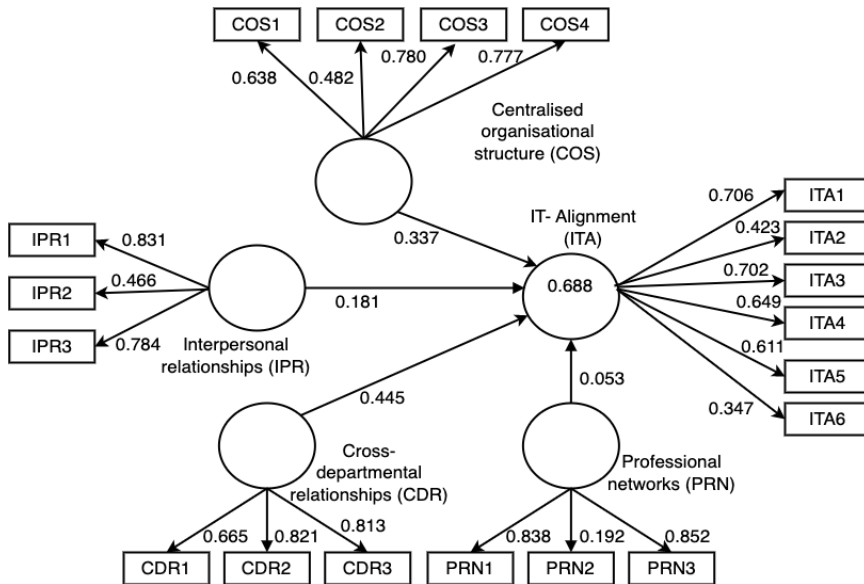 COS1 COS2 COS3 COS4
0.638 0.482 0.780 0.777
Centralised
organisational
structure (COS)
0.337
IT- Alignment
(ITA)
0.688
0.706 ITA1
0.423 ITA2
0.702 ITA3
0.649 ITA4
0.611 ITA5
0.347 ITA6
IPR1 0.831
IPR2 0.466
IPR3 0.784
0.181
Interpersonal
relationships (IPR)
0.445
0.053
Cross-
departmental
relationships (CDR)
Professional
networks (PRN)
0.665 0.821 0.813
CDR1 CDR2 CDR3
0.838 0.192 0.852
PRN1 PRN2 PRN3